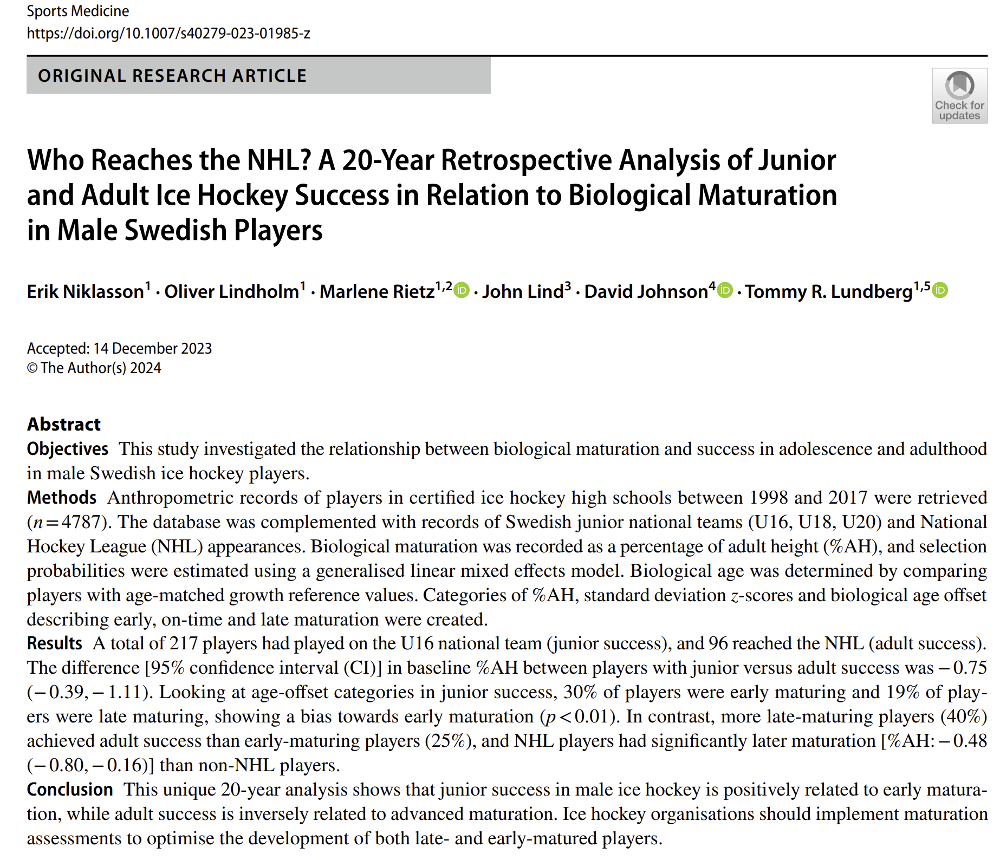 Sports Medicine
https://doi.org/10.1007/s40279-023-01985-z
ORIGINAL RESEARCH ARTICLE
Check for
updates
Who Reaches the NHL? A 20-Year Retrospective Analysis of Junior
and Adult Ice Hockey Success in Relation to Biological Maturation
in Male Swedish Players
Erik Niklasson1 · Oliver Lindholm1 · Marlene Rietz1,2 iD · John Lind3 · David Johnson4 iD · Tommy R. Lundberg1,5 iD
Accepted: 14 December 2023
© The Author(s) 2024
Abstract
Objectives This study investigated the relationship between biological maturation and success in adolescence and adulthood
in male Swedish ice hockey players.
Methods Anthropometric records of players in certified ice hockey high schools between 1998 and 2017 were retrieved
(n = 4787). The database was complemented with records of Swedish junior national teams (U16, U18, U20) and National
Hockey League (NHL) appearances. Biological maturation was recorded as a percentage of adult height (%AH), and selection
probabilities were estimated using a generalised linear mixed effects model. Biological age was determined by comparing
players with age-matched growth reference values. Categories of %AH, standard deviation z-scores and biological age offset
describing early, on-time and late maturation were created.
Results A total of 217 players had played on the U16 national team (junior success), and 96 reached the NHL (adult success).
The difference [95% confidence interval (CI)] in baseline %AH between players with junior versus adult success was − 0.75
(− 0.39, − 1.11). Looking at age-offset categories in junior success, 30% of players were early maturing and 19% of play-
ers were late maturing, showing a bias towards early maturation (p < 0.01). In contrast, more late-maturing players (40%)
achieved adult success than early-maturing players (25%), and NHL players had significantly later maturation [%AH: − 0.48
(− 0.80, − 0.16)] than non-NHL players.
Conclusion This unique 20-year analysis shows that junior success in male ice hockey is positively related to early matura-
tion, while adult success is inversely related to advanced maturation. Ice hockey organisations should implement maturation
assessments to optimise the development of both late- and early-matured players.